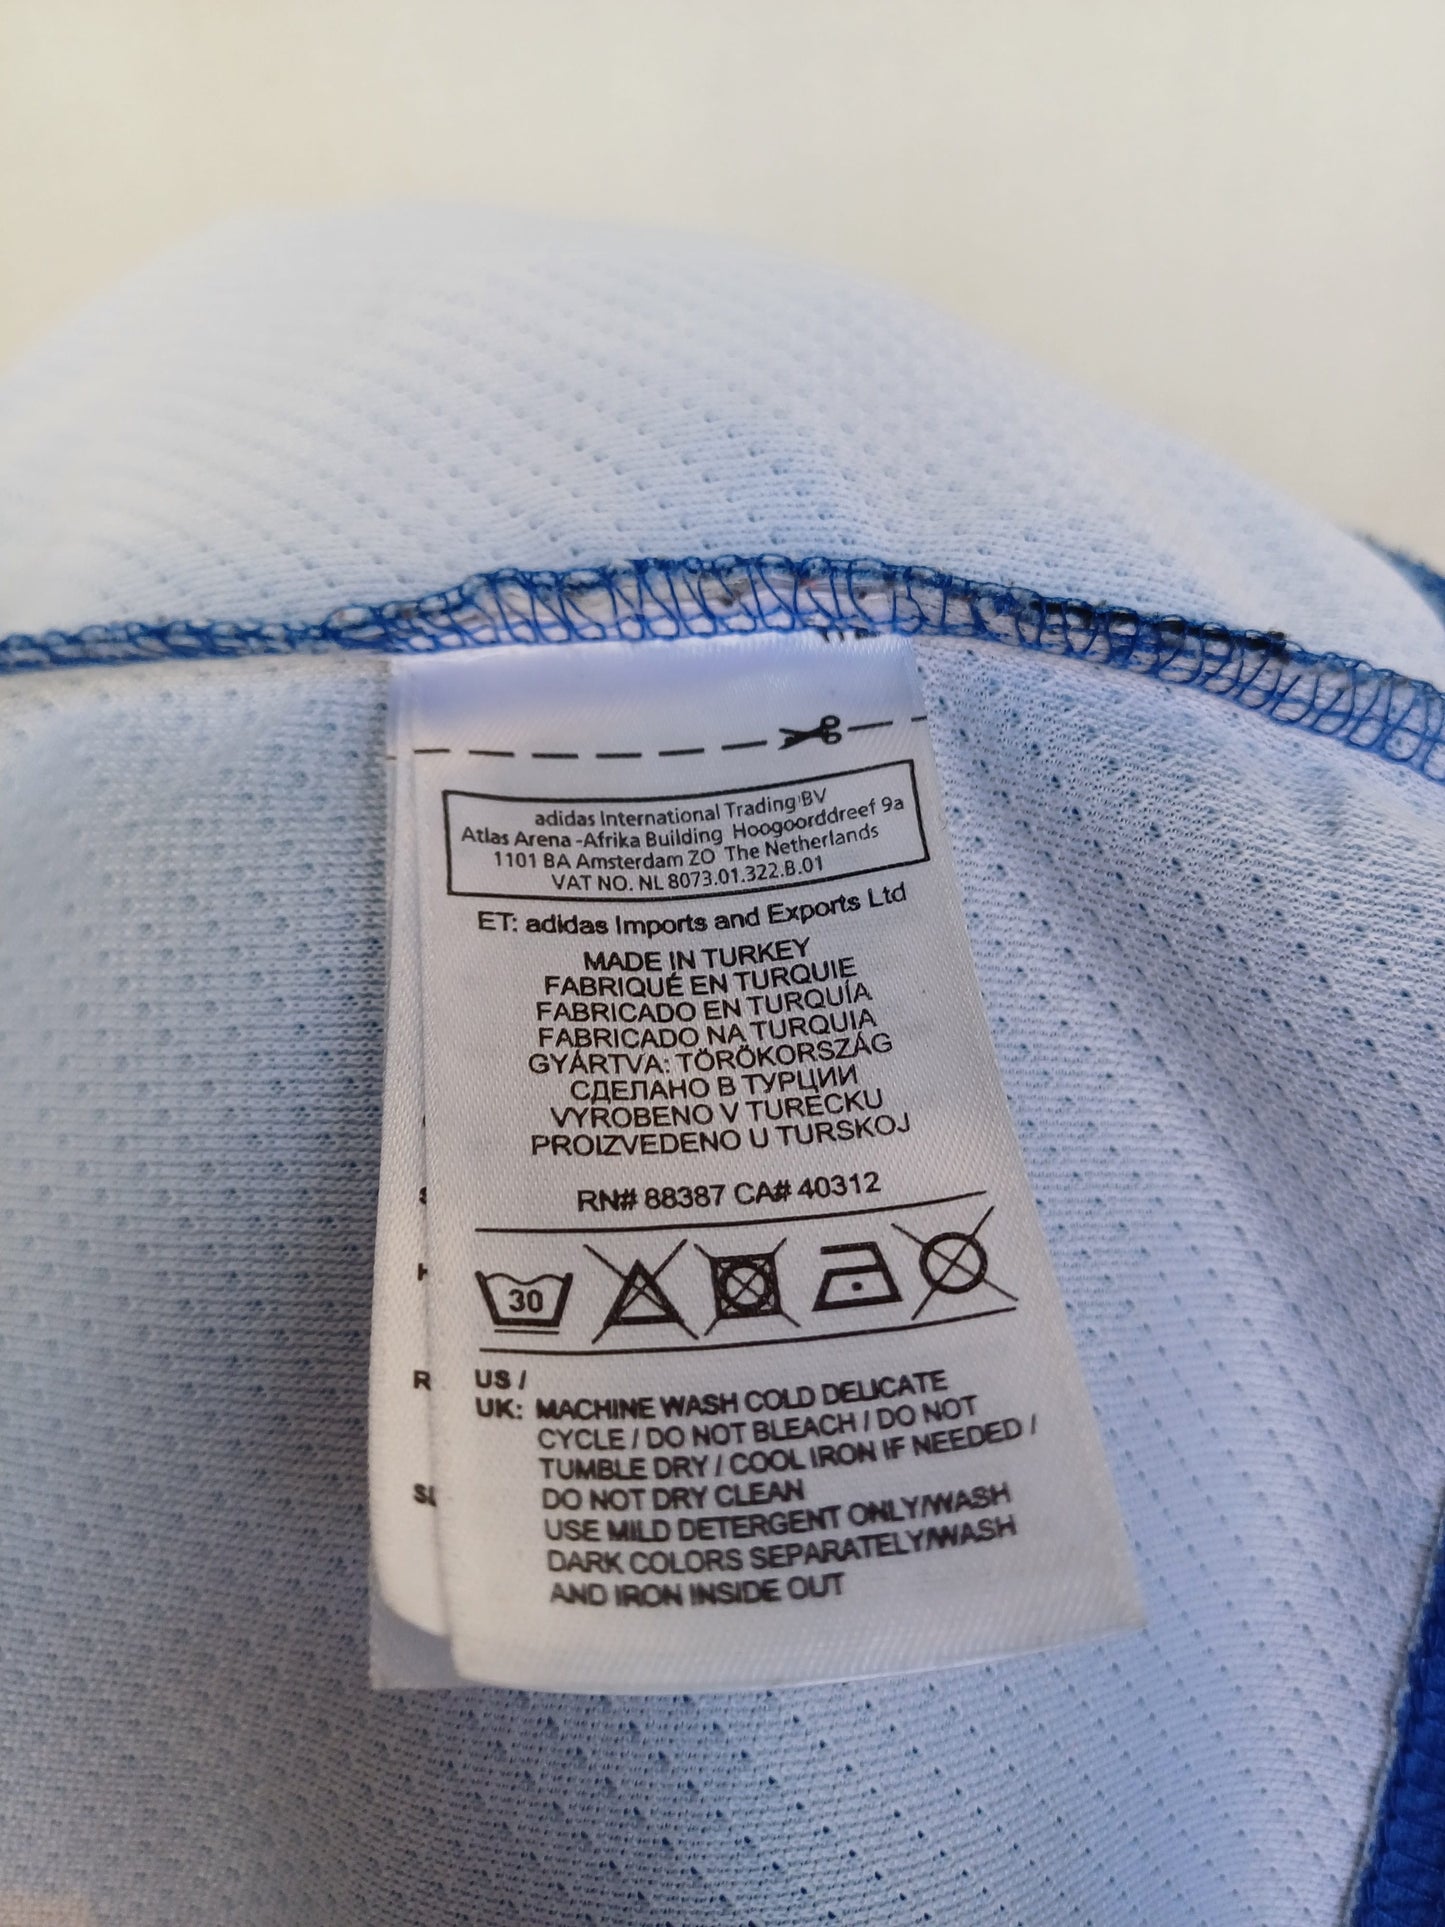 adidas International Trading BV
Atlas Arena -Afrika Building Hoogoorddreef 9a
1101 BA Amsterdam ZO The Netherlands
VAT NO. NL 8073.01.322.B.01
ET: adidas Imports and Exports Ltd
MADE IN TURKEY
FABRIQUÉ EN TURQUIE
FABRICADO EN TURQUÍA
FABRICADO NA TURQUIA
GYÁRTVA: TÖRÖKORSZÁG
СДЕЛАНО В ТУРЦИИ
VYROBENO V TURECKU
PROIZVEDENO U TURSKOJ
RN# 88387 CA# 40312
30
US /
UK: MACHINE WASH COLD DELICATE
CYCLE / DO NOT BLEACH / DO NOT
TUMBLE DRY / COOL IRON IF NEEDED /
DO NOT DRY CLEAN
USE MILD DETERGENT ONLY/WASH
DARK COLORS SEPARATELY/WASH
AND IRON INSIDE OUT